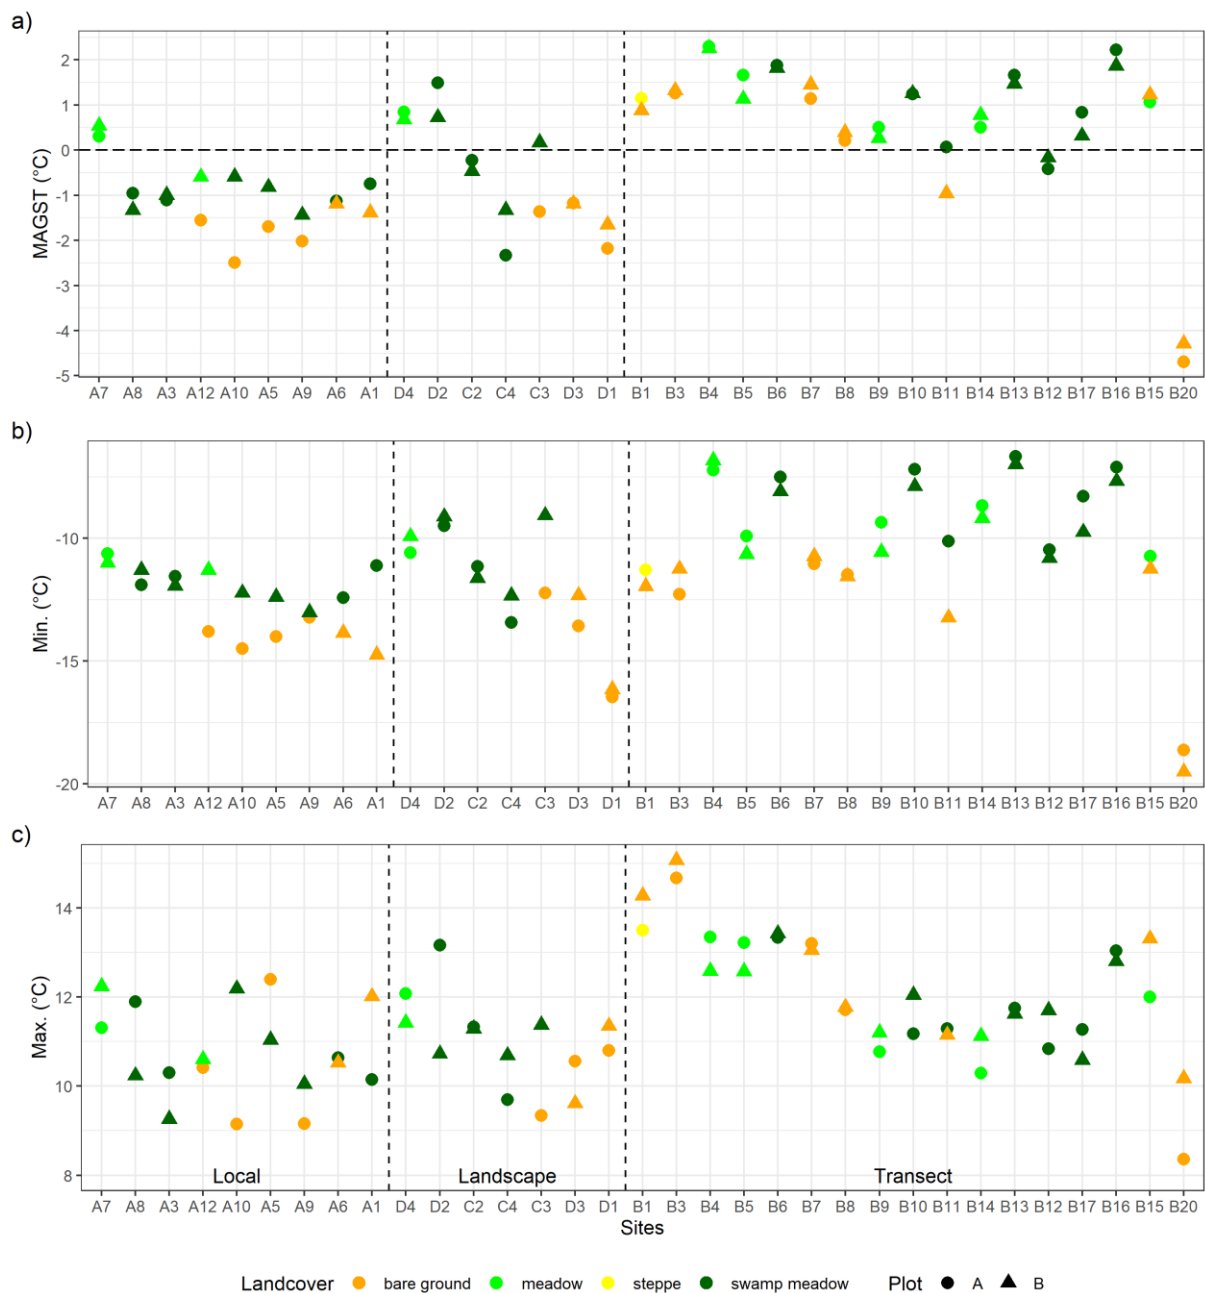 a)
MAGST (°C)
2
1
0
-1
-2
-3
-4
-5
A7 A8 A3 A12 A10 A5 A9 A6 A1 D4 D2 C2 C4 C3 D3 D1 B1 B3 B4 B5 B6 B7 B8 B9 B10 B11 B14 B13 B12 B17 B16 B15 B20
b)
Min. (°C)
-10
-15
-20
A7 A8 A3 A12 A10 A5 A9 A6 A1 D4 D2 C2 C4 C3 D3 D1 B1 B3 B4 B5 B6 B7 B8 B9 B10 B11 B14 B13 B12 B17 B16 B15 B20
c)
Max. (°C)
14
12
10
8
Local Landscape Transect
A7 A8 A3 A12 A10 A5 A9 A6 A1 D4 D2 C2 C4 C3 D3 D1 B1 B3 B4 B5 B6 B7 B8 B9 B10 B11 B14 B13 B12 B17 B16 B15 B20
Sites
Landcover bare ground meadow steppe swamp meadow Plot A B